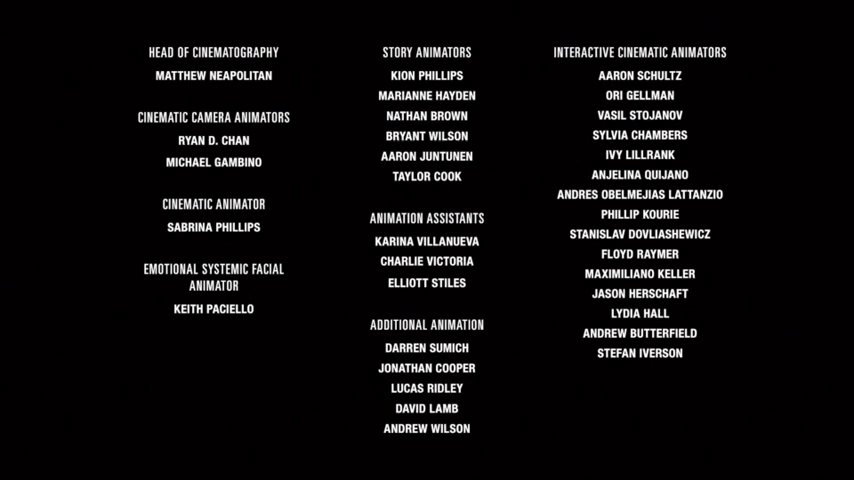 HEAD OF CINEMATOGRAPHY
MATTHEW NEAPOLITAN
CINEMATIC CAMERA ANIMATORS
RYAN D. CHAN
MICHAEL GAMBINO
CINEMATIC ANIMATOR
SABRINA PHILLIPS
EMOTIONAL SYSTEMIC FACIAL
ANIMATOR
KEITH PACIELLO
STORY ANIMATORS
KION PHILLIPS
MARIANNE HAYDEN
NATHAN BROWN
BRYANT WILSON
AARON JUNTUNEN
TAYLOR COOK
ANIMATION ASSISTANTS
KARINA VILLANUEVA
CHARLIE VICTORIA
ELLIOTT STILES
ADDITIONAL ANIMATION
DARREN SUMICH
JONATHAN COOPER
LUCAS RIDLEY
DAVID LAMB
ANDREW WILSON
INTERACTIVE CINEMATIC ANIMATORS
AARON SCHULTZ
ORI GELLMAN
VASIL STOJANOV
SYLVIA CHAMBERS
IVY LILLRANK
ANJELINA QUIJANO
ANDRES OBELMEJIAS LATTANZIO
PHILLIP KOURIE
STANISLAV DOVLIASHEWICZ
FLOYD RAYMER
MAXIMILIANO KELLER
JASON HERSCHAFT
LYDIA HALL
ANDREW BUTTERFIELD
STEFAN IVERSON